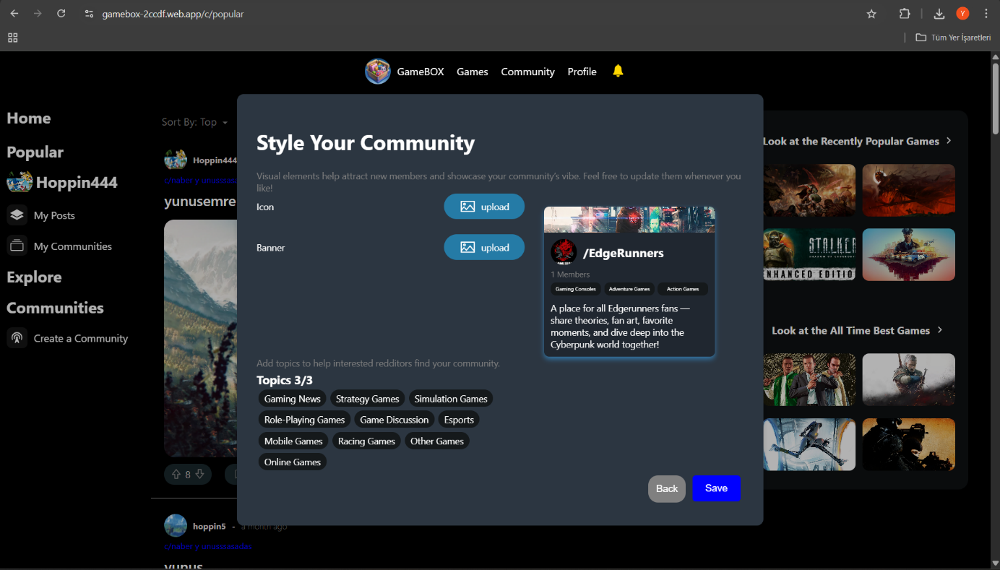 gamebox-2ccdf.web.app/c/popular
Y
Tüm Yer İşaretleri
GameBOX Games Community Profile
Home
Popular
Hoppin444
My Posts
My Communities
Explore
Communities
Create a Community
Sort By: Top
Hoppin444
c/naber y unusssasadas
yunusemre
8
hoppin5 - a month ago
c/naber y unusssasadas
yunus
Style Your Community
Visual elements help attract new members and showcase your community's vibe. Feel free to update them whenever you
like!
Icon
upload
Banner
upload
/EdgeRunners
1 Members
Gaming Consoles Adventure Games Action Games
A place for all Edgerunners fans —
share theories, fan art, favorite
moments, and dive deep into the
Cyberpunk world together!
Add topics to help interested redditors find your community.
Topics 3/3
Gaming News Strategy Games Simulation Games
Role-Playing Games Game Discussion Esports
Mobile Games Racing Games Other Games
Online Games
Back Save
Look at the Recently Popular Games
STALKER
SHADOW OF CHORNOBYL
ENHANCED EDITIO
Look at the All Time Best Games